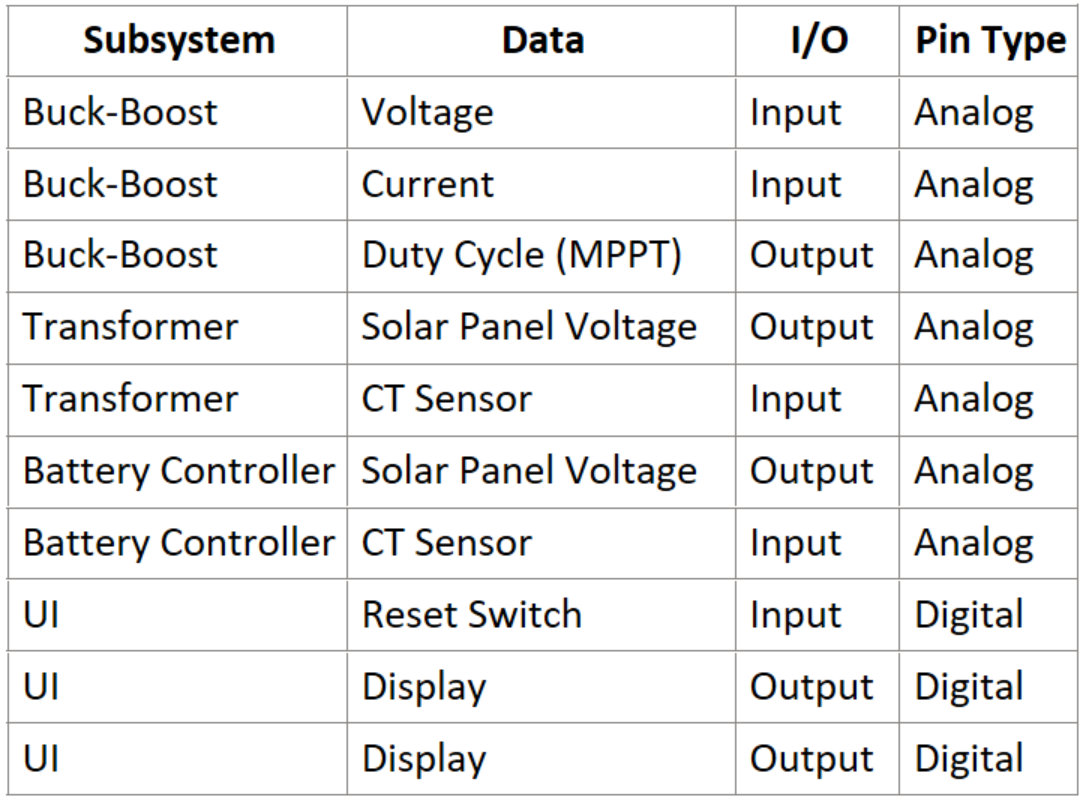 Subsystem Data I/O Pin Type
Buck-Boost Voltage Input Analog
Buck-Boost Current Input Analog
Buck-Boost Duty Cycle (MPPT) Output Analog
Transformer Solar Panel Voltage Output Analog
Transformer CT Sensor Input Analog
Battery Controller Solar Panel Voltage Output Analog
Battery Controller CT Sensor Input Analog
UI Reset Switch Input Digital
UI Display Output Digital
UI Display Output Digital